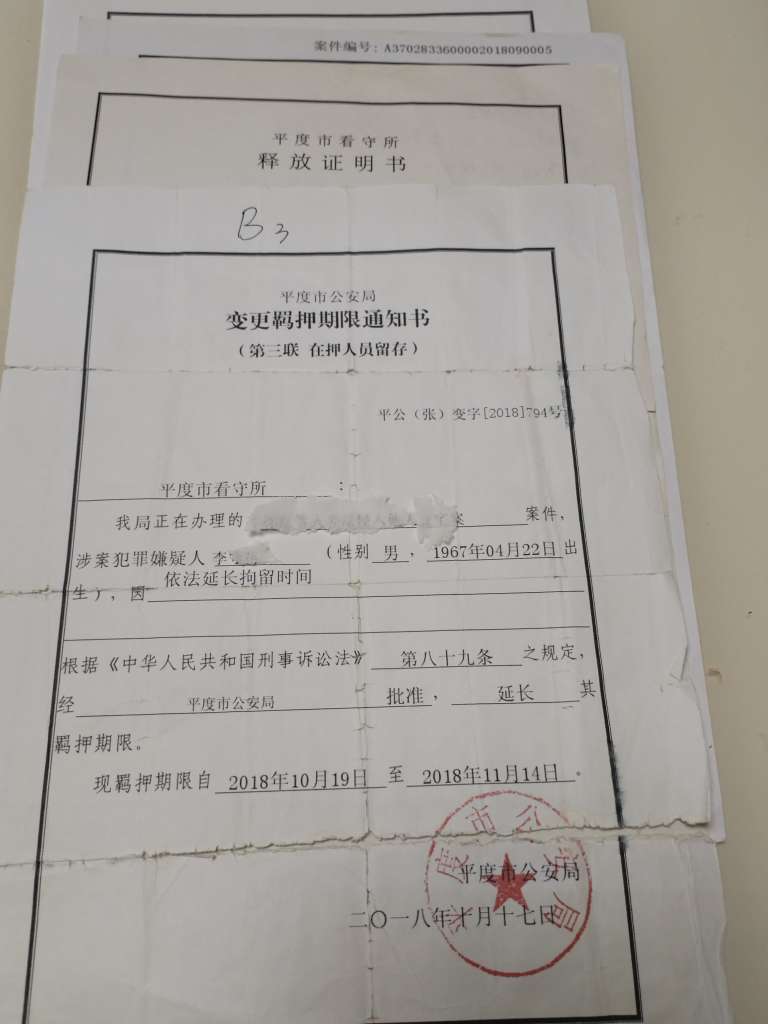 案件编号: A3702833600002018090005
平度市看守所
释放证明书
B3
平度市公安局
变更羁押期限通知书
(第三联 在押人员留存)
平公(张)变字[2018]794号
平度市看守所:
我局正在办理的 案 案件,
涉案犯罪嫌疑人 李 (性别 男, 1967年04月22日出
生), 因 依法延长拘留时间
根据《中华人民共和国刑事诉讼法》 第八十九条 之规定,
经 平度市公安局 批准, 延长 其
羁押期限。
现羁押期限自 2018年10月19日 至 2018年11月14日 。
平度市公安局
平度市公安局
二〇一八年十月十七日